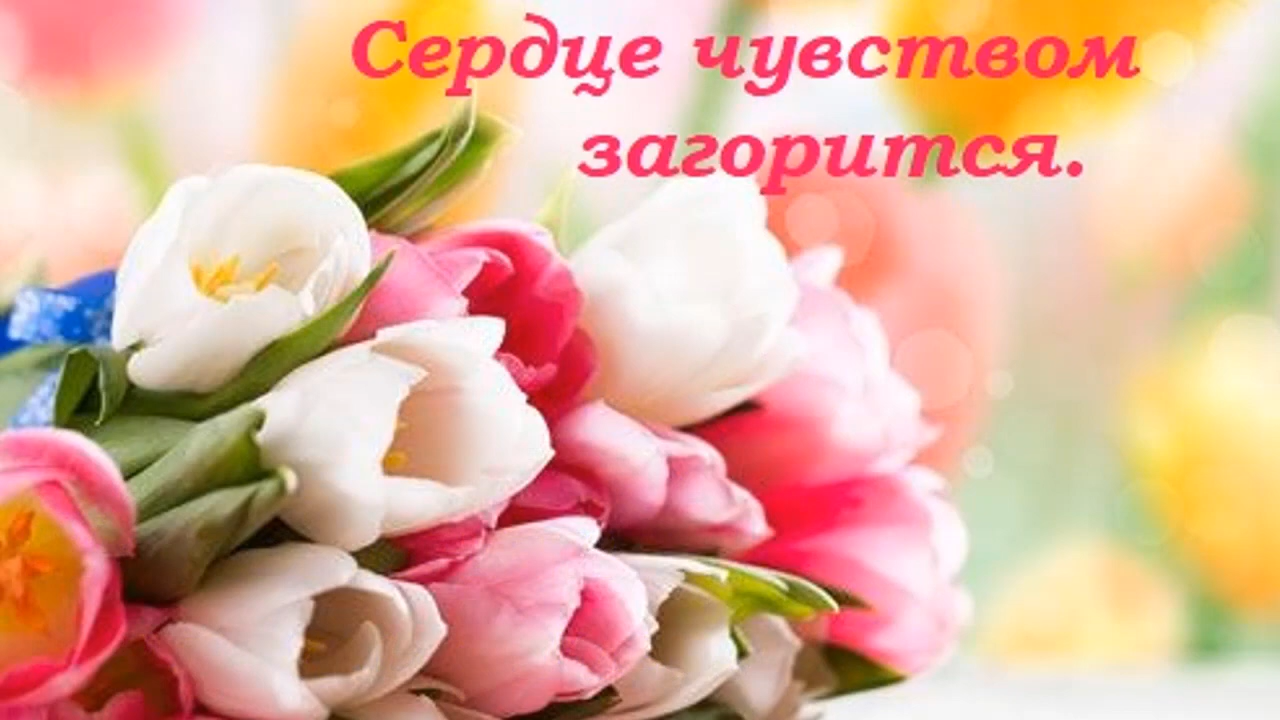 Сердце чувством
загорится.